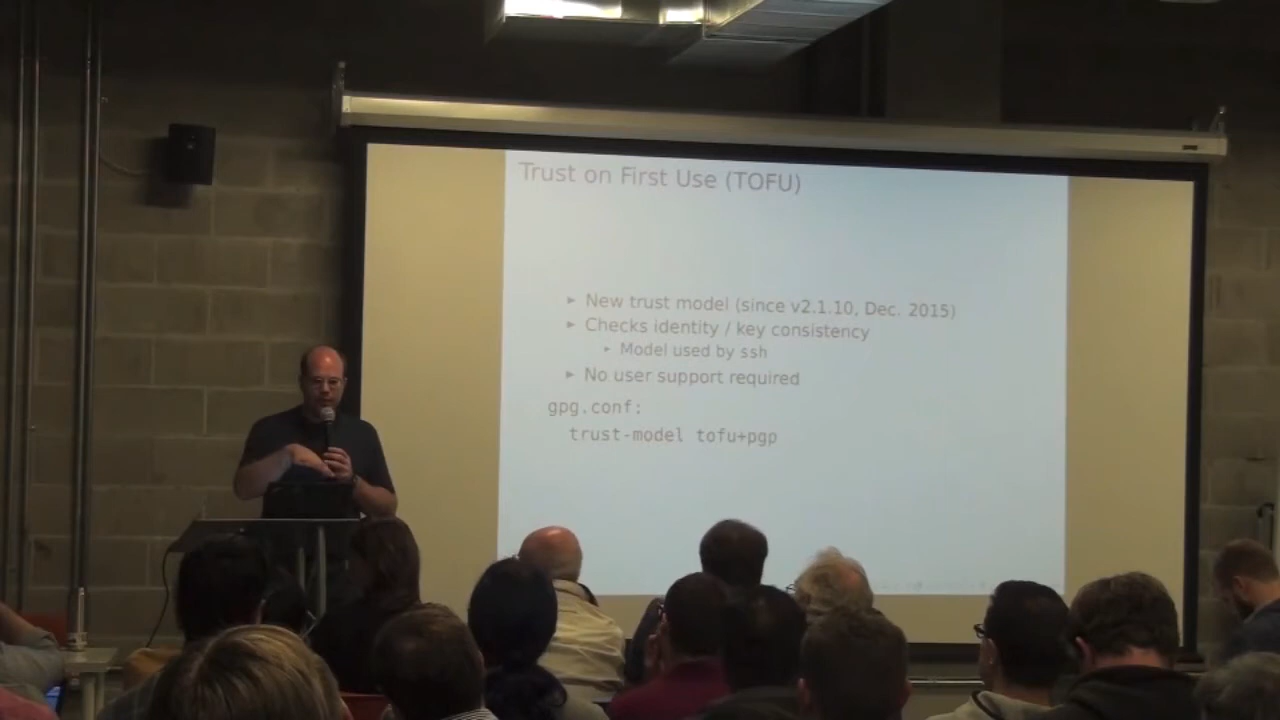 Trust on First Use (TOFU)
▸ New trust model (since v2.1.10, Dec. 2015)
▸ Checks identity / key consistency
▸ Model used by ssh
▸ No user support required
gpg.conf:
trust-model tofu+pgp